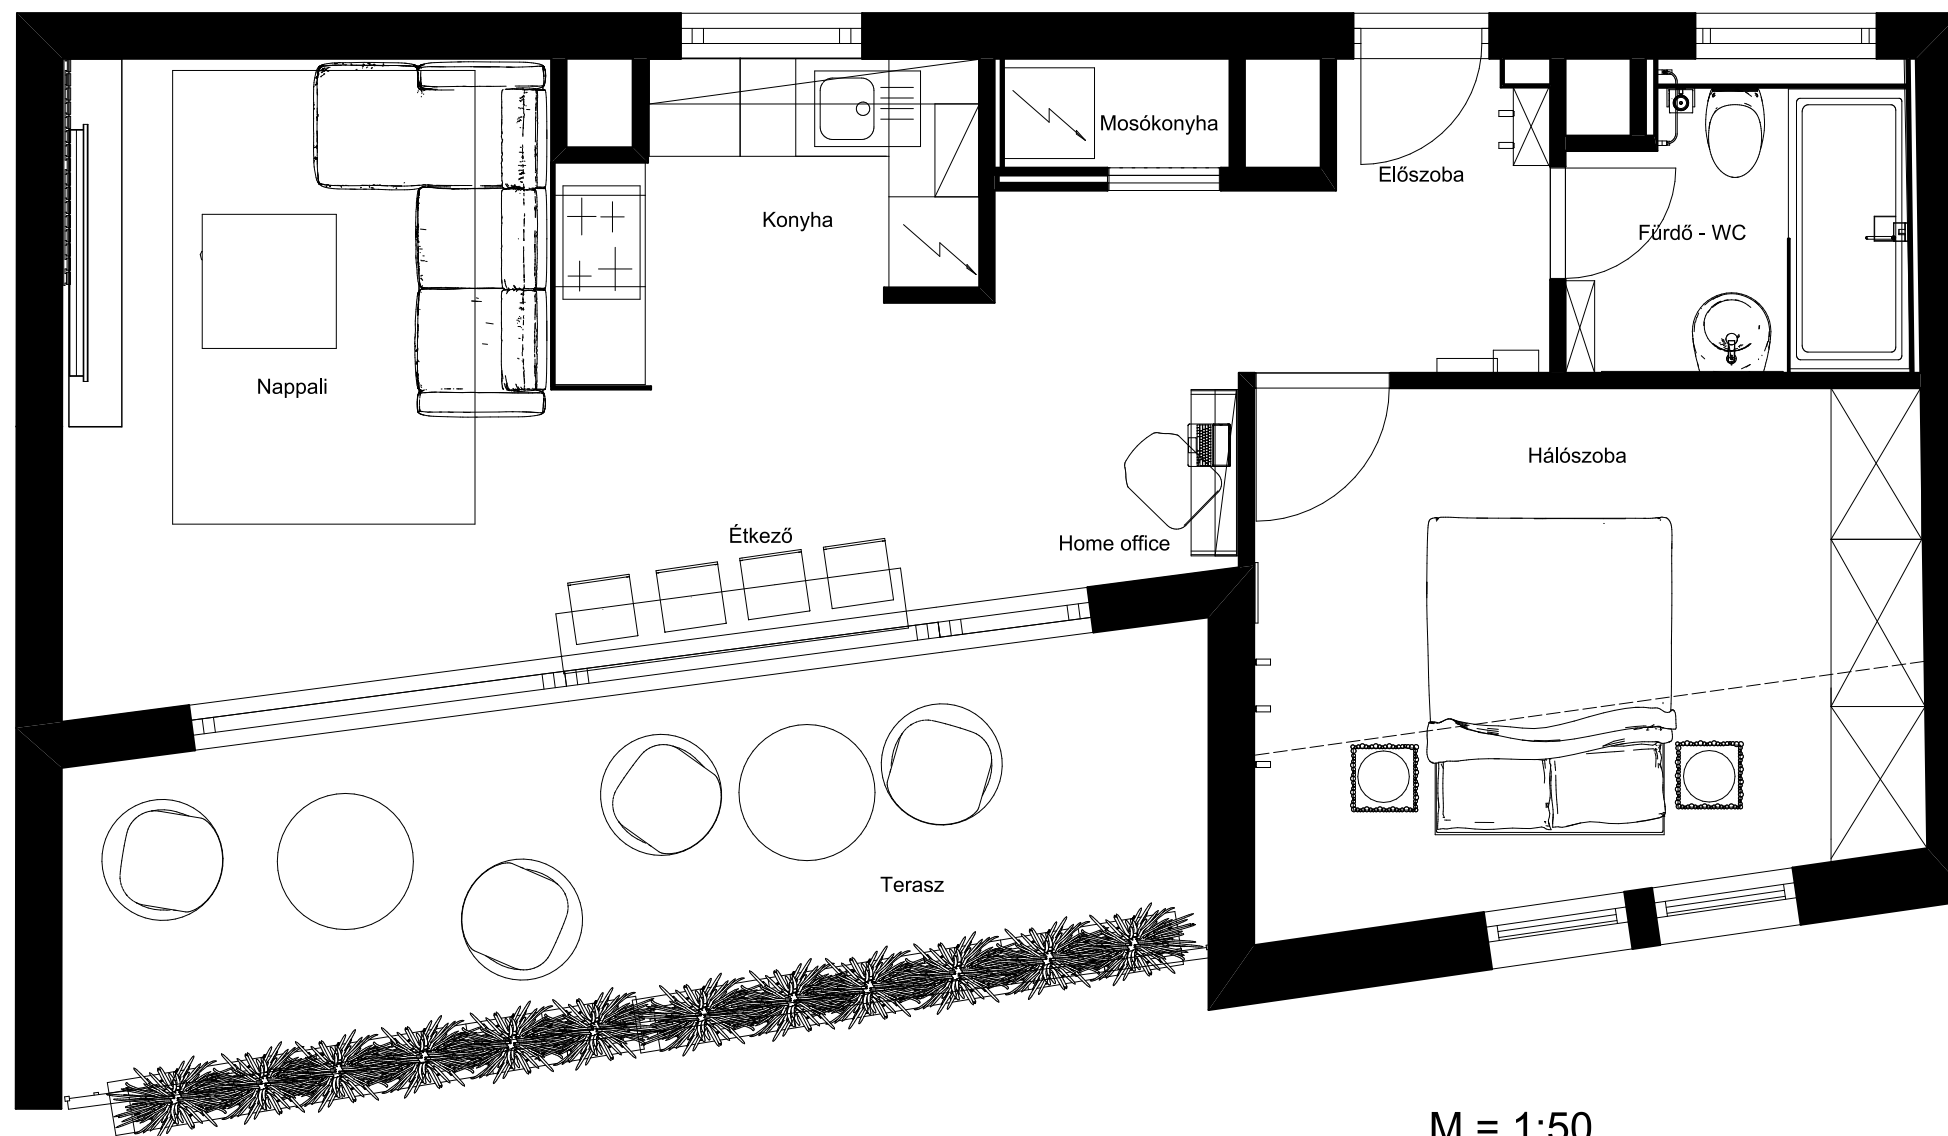 Mosókonyha
Előszoba
Konyha
Fürdő - WC
Nappali
Hálószoba
Étkező
Home office
Terasz
M = 1:50